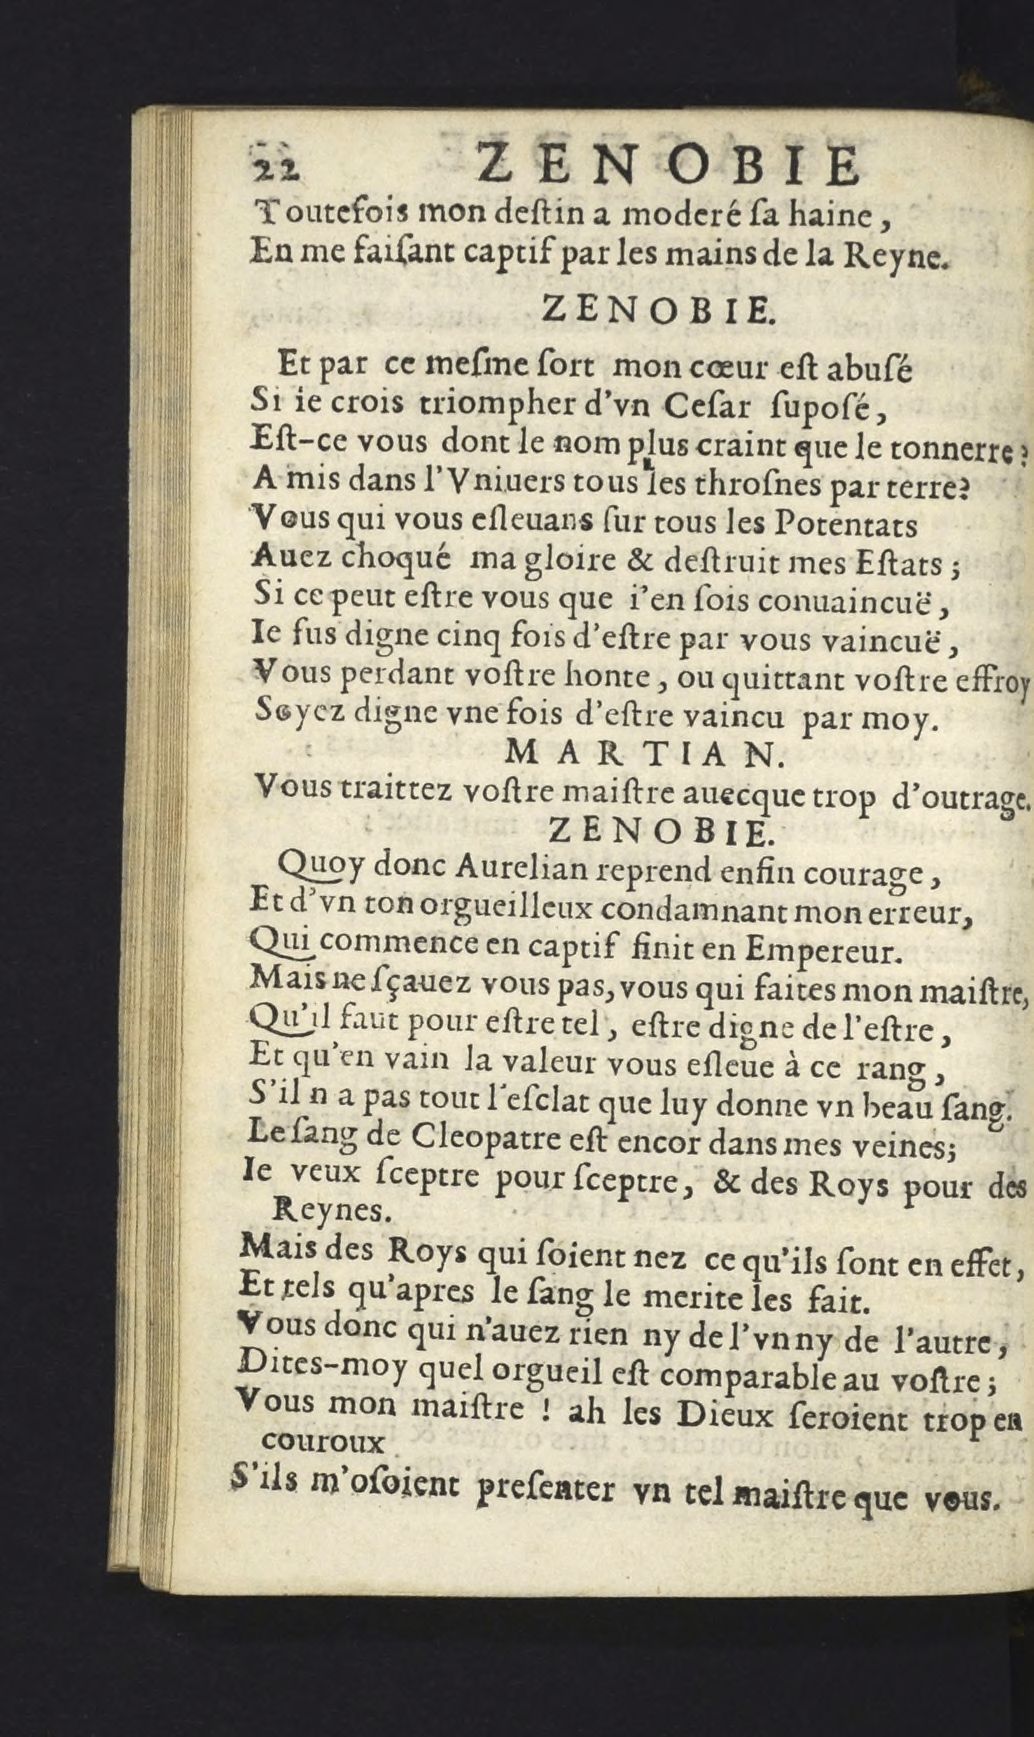 22 ZENOBIE
Toutefois mon deſtin a moderé ſa haine,
En me faiſant captif par les mains de la Reyne.
ZENOBIE.
Et par ce meſme ſort mon cœur eſt abuſé
Si ie crois triompher d'vn Ceſar ſupoſé,
Eſt-ce vous dont le nom plus craint que le tonnerre?
A mis dans l'Vniuers tous les throſnes par terre?
Vous qui vous eſleuans ſur tous les Potentats
Auez choqué ma gloire & deſtruit mes Eſtats;
Si ce peut eſtre vous que i'en ſois conuaincuë,
Ie fus digne cinq fois d'eſtre par vous vaincuë,
Vous perdant voſtre honte, ou quittant voſtre effroy
Soyez digne vne fois d'eſtre vaincu par moy.
MARTIAN.
Vous traittez voſtre maiſtre auecque trop d'outrage.
ZENOBIE.
Quoy donc Aurelian reprend enfin courage,
Et d'vn ton orgueilleux condamnant mon erreur,
Qui commence en captif finit en Empereur.
Mais ne ſçauez vous pas, vous qui faites mon maiſtre,
Qu'il faut pour eſtre tel, eſtre digne de l'eſtre,
Et qu'en vain la valeur vous eſleue à ce rang,
S'il n a pas tout l'eſclat que luy donne vn beau ſang.
Le ſang de Cleopatre eſt encor dans mes veines;
Ie veux ſceptre pour ſceptre, & des Roys pour des
Reynes.
Mais des Roys qui ſoient nez ce qu'ils ſont en effet,
Et tels qu'apres le ſang le merite les fait.
Vous donc qui n'auez rien ny de l'vn ny de l'autre,
Dites-moy quel orgueil eſt comparable au voſtre;
Vous mon maiſtre ! ah les Dieux ſeroient trop en
couroux
S'ils m'oſoient preſenter vn tel maiſtre que vous.